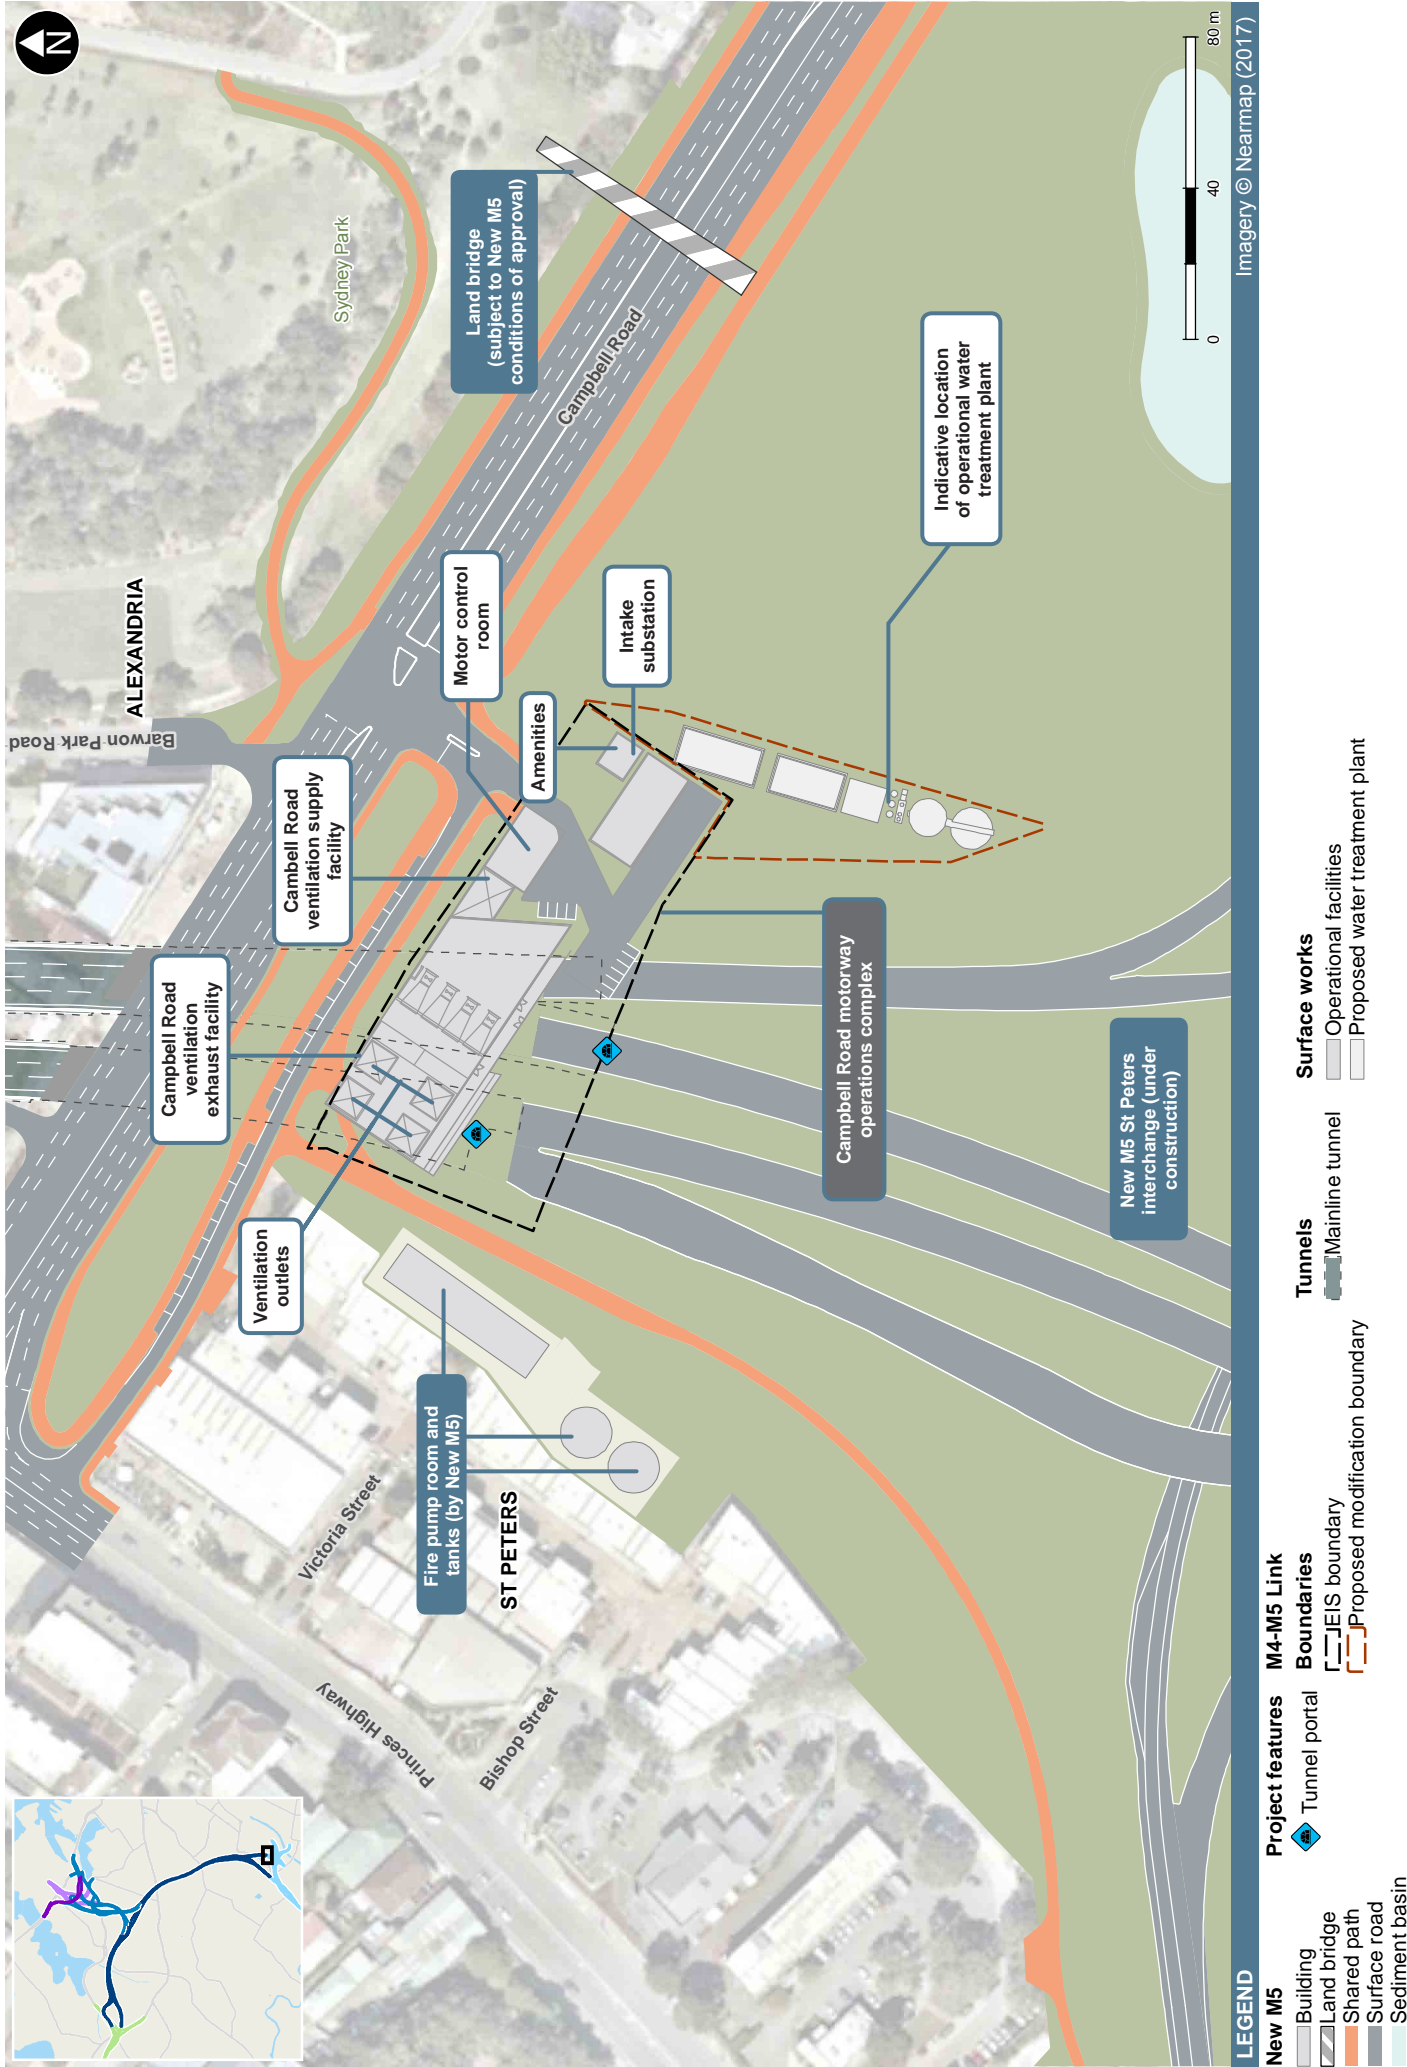 N
Sydney Park
ALEXANDRIA
Barwon Park Road
Land bridge
(subject to New M5
conditions of approval)
Campbell Road
Motor control
room
Cambell Road
ventilation supply
facility
Campbell Road
ventilation
exhaust facility
Amenities
Intake
substation
Indicative location
of operational water
treatment plant
Ventilation
outlets
Campbell Road motorway
operations complex
New M5 St Peters
interchange (under
construction)
Fire pump room and
tanks (by New M5)
ST PETERS
Victoria Street
Princes Highway
Bishop Street
0
40
80 m
Imagery © Nearmap (2017)
LEGEND
New M5
Building
Land bridge
Shared path
Surface road
Sediment basin
Project features
Tunnel portal
M4-M5 Link
Boundaries
EIS boundary
Proposed modification boundary
Tunnels
Mainline tunnel
Surface works
Operational facilities
Proposed water treatment plant